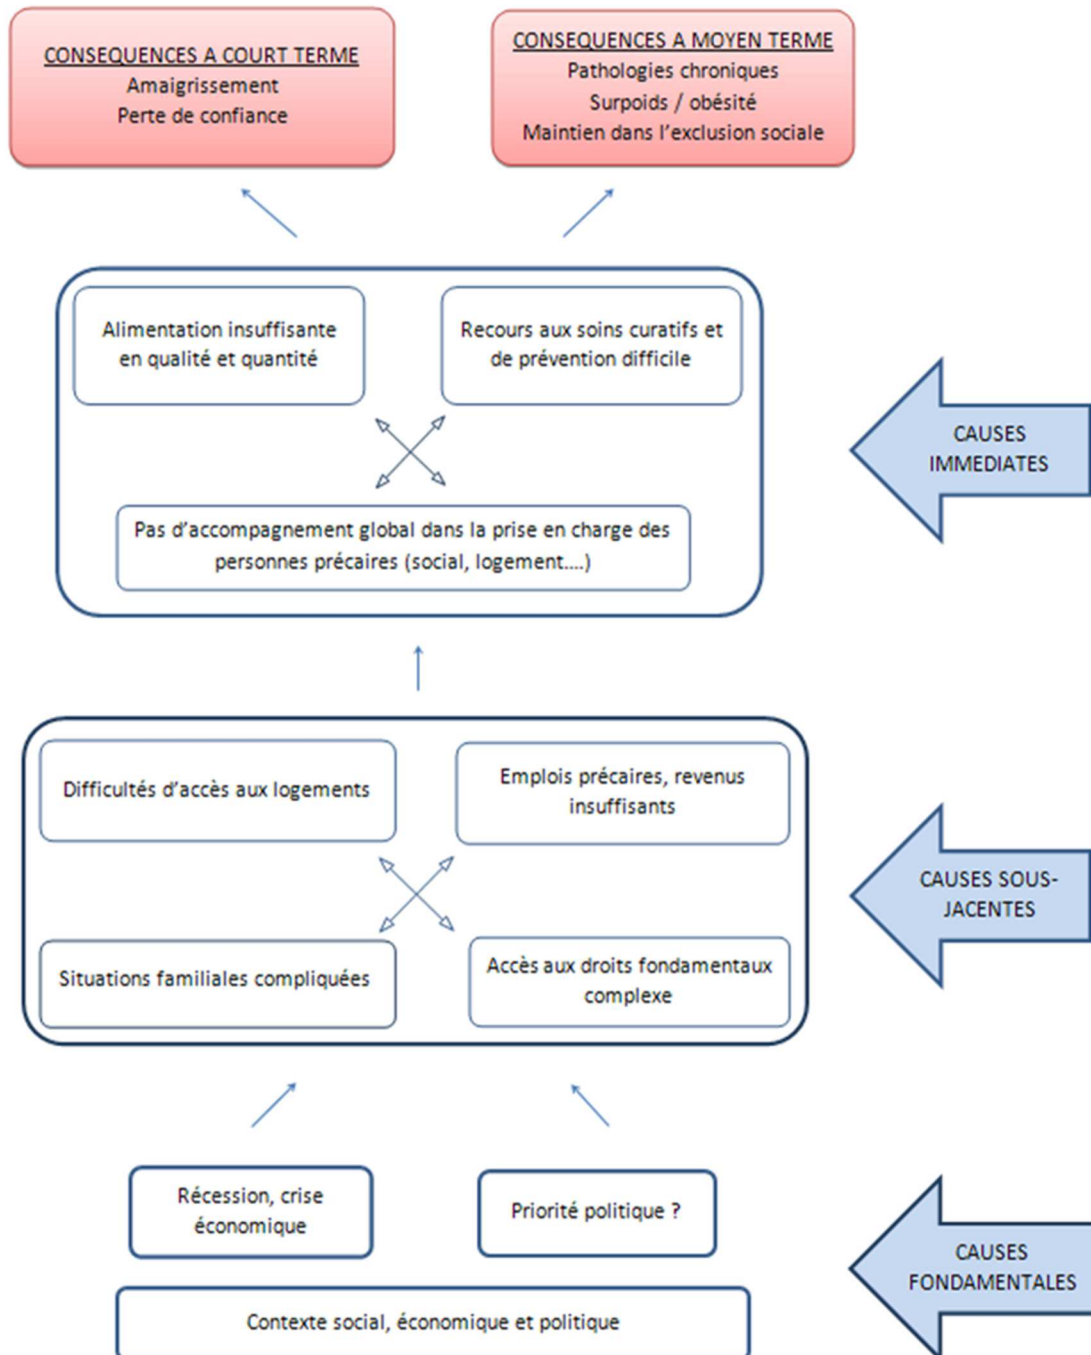 CONSEQUENCES A COURT TERME
Amaigrissement
Perte de confiance
CONSEQUENCES A MOYEN TERME
Pathologies chroniques
Surpoids / obésité
Maintien dans l’exclusion sociale
Alimentation insuffisante
en qualité et quantité
Recours aux soins curatifs et
de prévention difficile
CAUSES
IMMEDIATES
Pas d’accompagnement global dans la prise en charge des
personnes précaires (social, logement....)
Difficultés d’accès aux logements
Emplois précaires, revenus
insuffisants
CAUSES SOUS-
JACENTES
Situations familiales compliquées
Accès aux droits fondamentaux
complexe
Récession, crise
économique
Priorité politique ?
CAUSES
FONDAMENTALES
Contexte social, économique et politique